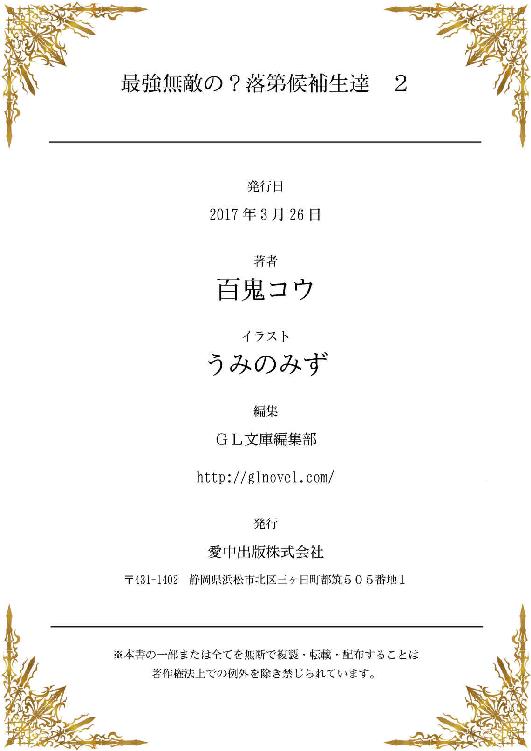 最強無敵の？落第候補生達　２
発行日
2017 年 3 月 26 日
著者
百鬼コウ
イラスト
うみのみず
編集
ＧＬ文庫編集部
http://glnovel.com/
発行
愛中出版株式会社
〒431-1402　静岡県浜松市北区三ヶ日町都筑５０５番地１
※本書の一部または全てを無断で複製・転載・配布することは
著作権法上での例外を除き禁じられています。